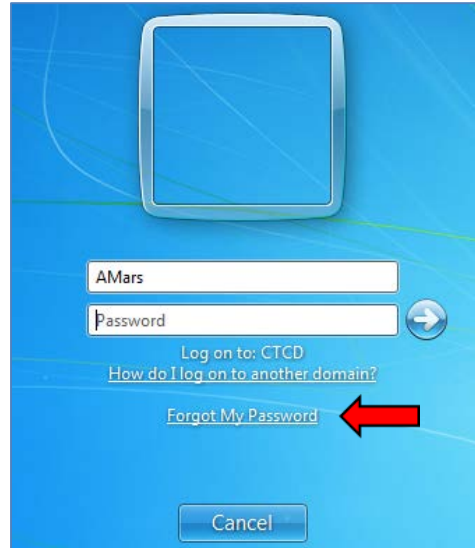 AMars
Password
Log on to: CTCD
How do I log on to another domain?
Forgot My Password
Cancel